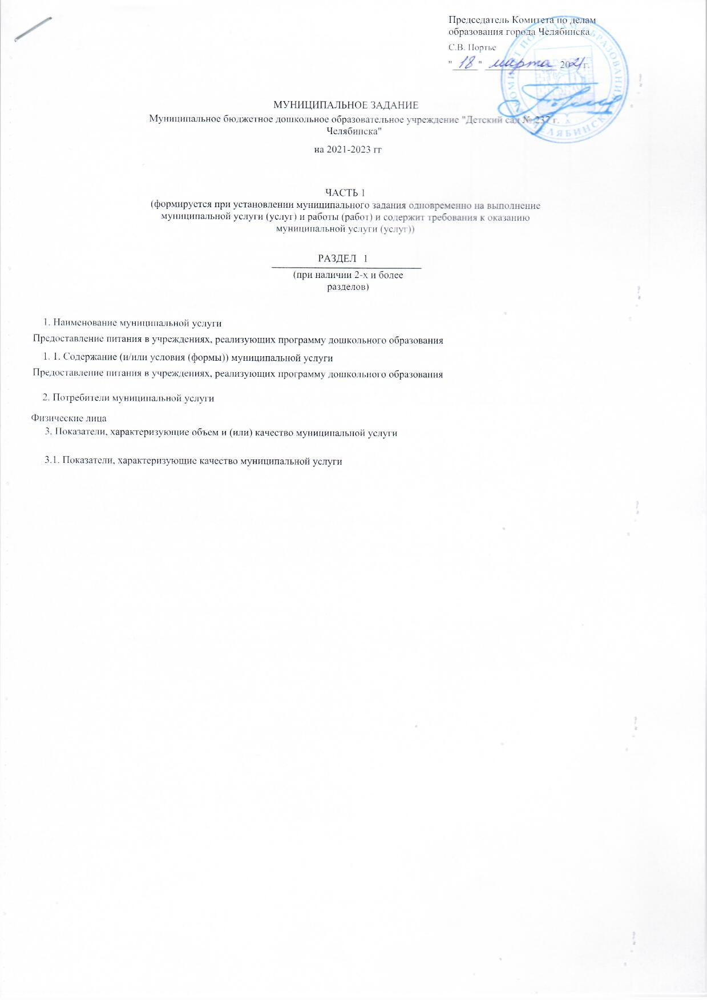 Председатель Комитета по делам
образования города Челябинска
С.В. Портье
"18" марта 2021 г.
КОМИТЕТ ПО ДЕЛАМ ОБРАЗОВАНИЯ
ЧЕЛЯБИНСКА
МУНИЦИПАЛЬНОЕ ЗАДАНИЕ
Муниципальное бюджетное дошкольное образовательное учреждение "Детский сад № 237 г.
Челябинска"
на 2021-2023 гг
ЧАСТЬ 1
(формируется при установлении муниципального задания одновременно на выполнение
муниципальной услуги (услуг) и работы (работ) и содержит требования к оказанию
муниципальной услуги (услуг))
РАЗДЕЛ 1
(при наличии 2-х и более
разделов)
1. Наименование муниципальной услуги
Предоставление питания в учреждениях, реализующих программу дошкольного образования
1. 1. Содержание (и/или условия (формы)) муниципальной услуги
Предоставление питания в учреждениях, реализующих программу дошкольного образования
2. Потребители муниципальной услуги
Физические лица
3. Показатели, характеризующие объем и (или) качество муниципальной услуги
3.1. Показатели, характеризующие качество муниципальной услуги